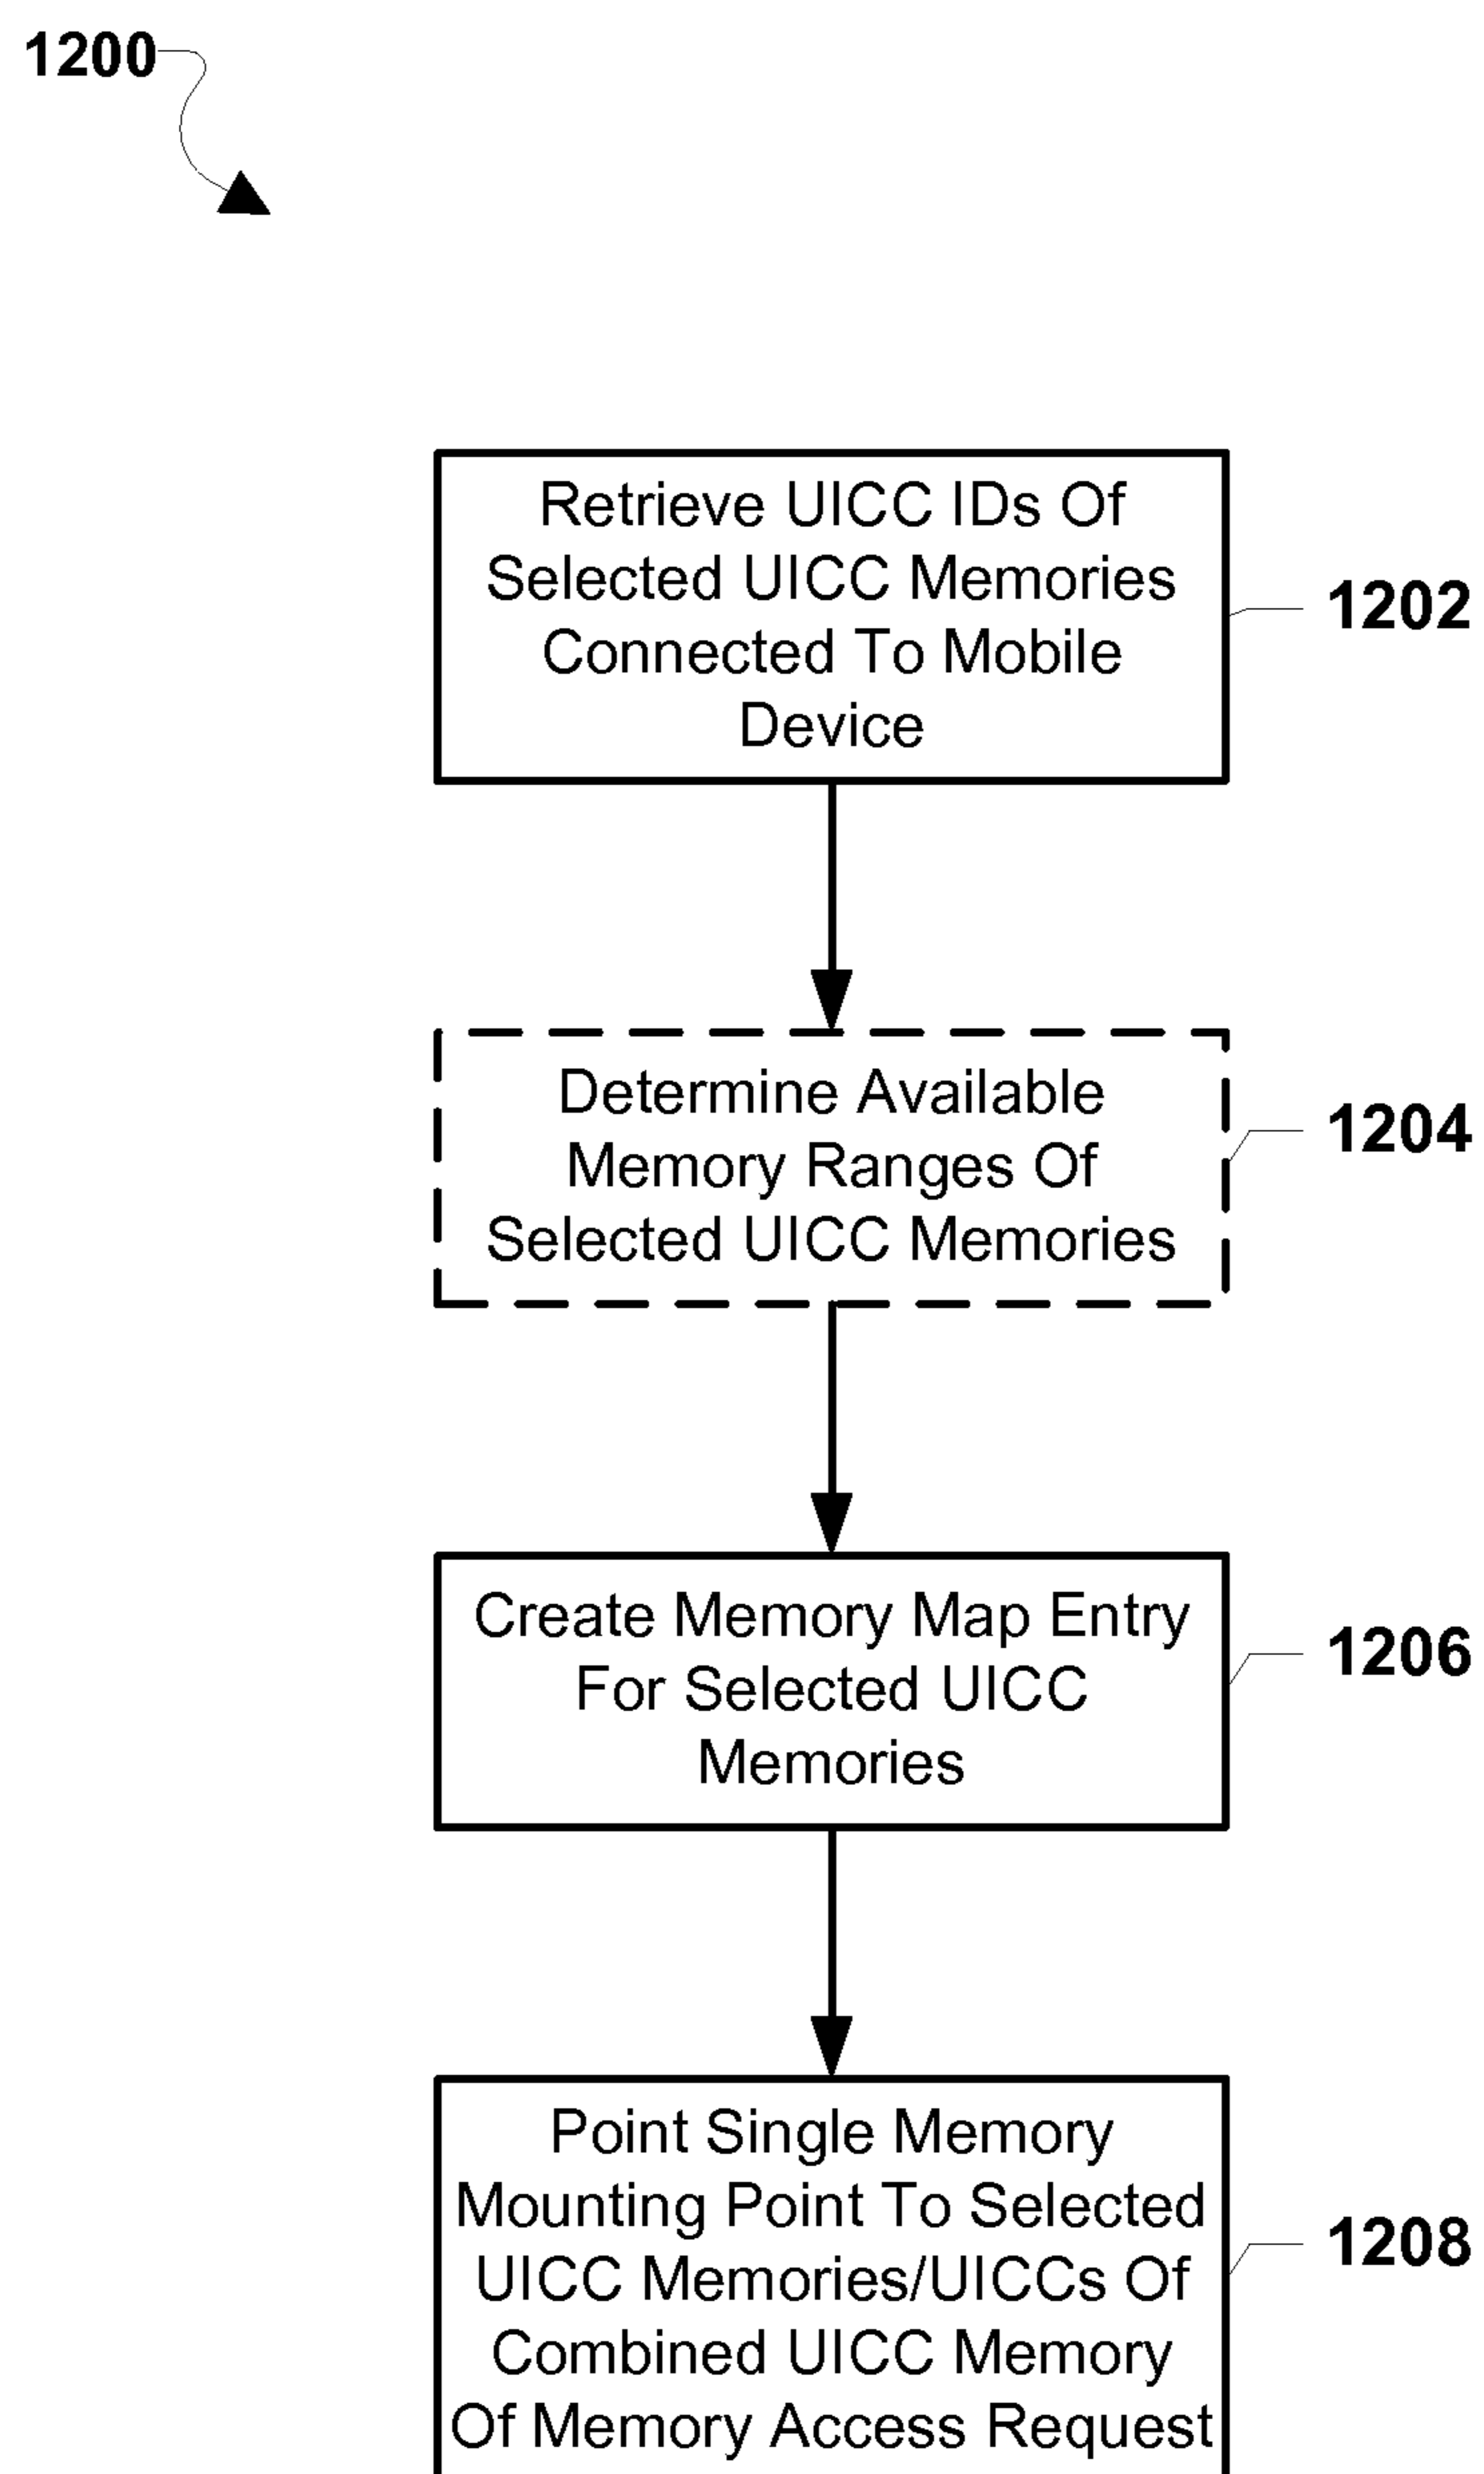 1200
Retrieve UICC IDs Of
Selected UICC Memories
Connected To Mobile
Device
1202
Determine Available
Memory Ranges Of
Selected UICC Memories
1204
Create Memory Map Entry
For Selected UICC
Memories
1206
Point Single Memory
Mounting Point To Selected
UICC Memories/UICCs Of
Combined UICC Memory
Of Memory Access Request
1208